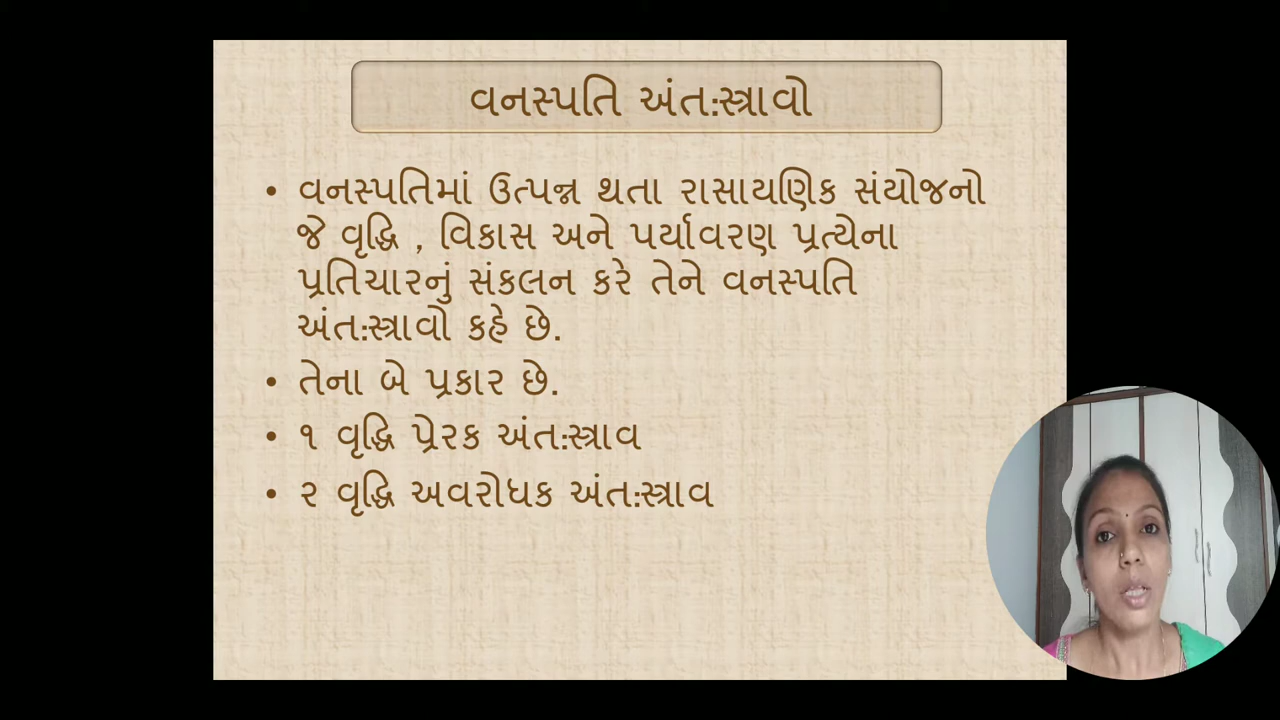 વનસ્પતિ અંત:સ્ત્રાવો
• વનસ્પતિમાં ઉત્પન્ન થતા રાસાયણિક સંયોજનો
જે વૃદ્ધિ , વિકાસ અને પર્યાવરણ પ્રત્યેના
પ્રતિચારનું સંકલન કરે તેને વનસ્પતિ
અંત:સ્ત્રાવો કહે છે.
• તેના બે પ્રકાર છે.
• ૧ વૃદ્ધિ પ્રેરક અંત:સ્ત્રાવ
• ૨ વૃદ્ધિ અવરોધક અંત:સ્ત્રાવ